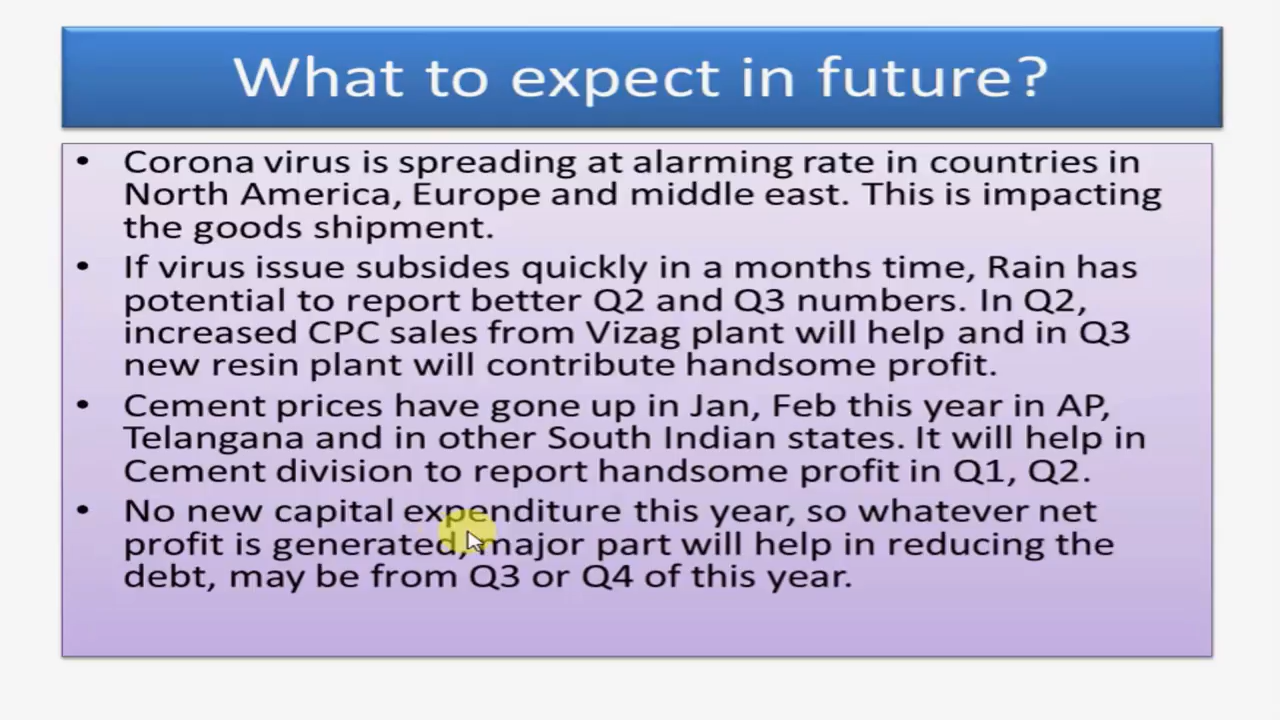 What to expect in future?
• Corona virus is spreading at alarming rate in countries in
North America, Europe and middle east. This is impacting
the goods shipment.
• If virus issue subsides quickly in a months time, Rain has
potential to report better Q2 and Q3 numbers. In Q2,
increased CPC sales from Vizag plant will help and in Q3
new resin plant will contribute handsome profit.
• Cement prices have gone up in Jan, Feb this year in AP,
Telangana and in other South Indian states. It will help in
Cement division to report handsome profit in Q1, Q2.
• No new capital expenditure this year, so whatever net
profit is generated, major part will help in reducing the
debt, may be from Q3 or Q4 of this year.